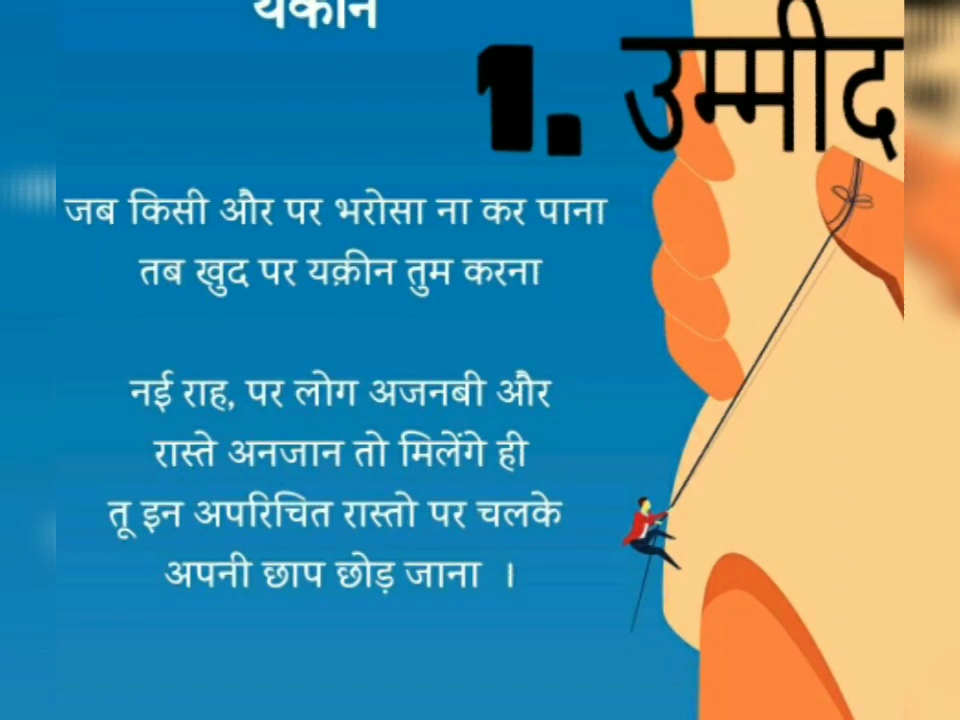 यकीन
1. उम्मीद
जब किसी और पर भरोसा ना कर पाना
तब खुद पर यक़ीन तुम करना
नई राह, पर लोग अजनबी और
रास्ते अनजान तो मिलेंगे ही
तू इन अपरिचित रास्तो पर चलके
अपनी छाप छोड़ जाना ।